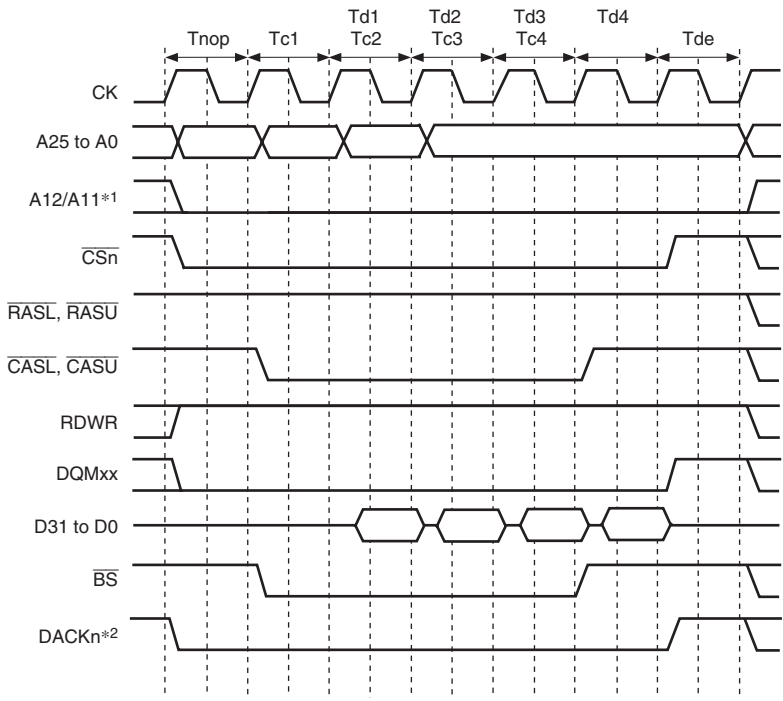 Td1 Td2 Td3 Td4
Tnop Tc1 Tc2 Tc3 Tc4 Tde
CK
A25 to A0
A12/A11*1
CSn
RASL, RASU
CASL, CASU
RDWR
DQMxx
D31 to D0
BS
DACKn*2